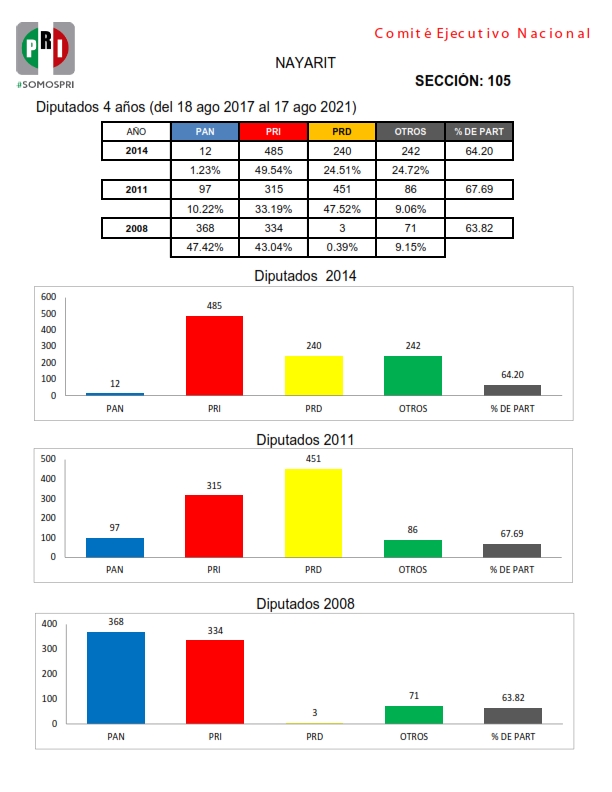 PRI
#SOMOSPRI
Comité Ejecutivo Nacional
NAYARIT
SECCIÓN: 105
Diputados 4 años (del 18 ago 2017 al 17 ago 2021)
AÑO PAN PRI PRD OTROS % DE PART
2014 12 485 240 242 64.20
1.23% 49.54% 24.51% 24.72%
2011 97 315 451 86 67.69
10.22% 33.19% 47.52% 9.06%
2008 368 334 3 71 63.82
47.42% 43.04% 0.39% 9.15%
Diputados 2014
600
500
400
300
200
100
0
12 485 240 242 64.20
PAN PRI PRD OTROS % DE PART
Diputados 2011
500
400
300
200
100
0
97 315 451 86 67.69
PAN PRI PRD OTROS % DE PART
Diputados 2008
400
300
200
100
0
368 334 3 71 63.82
PAN PRI PRD OTROS % DE PART